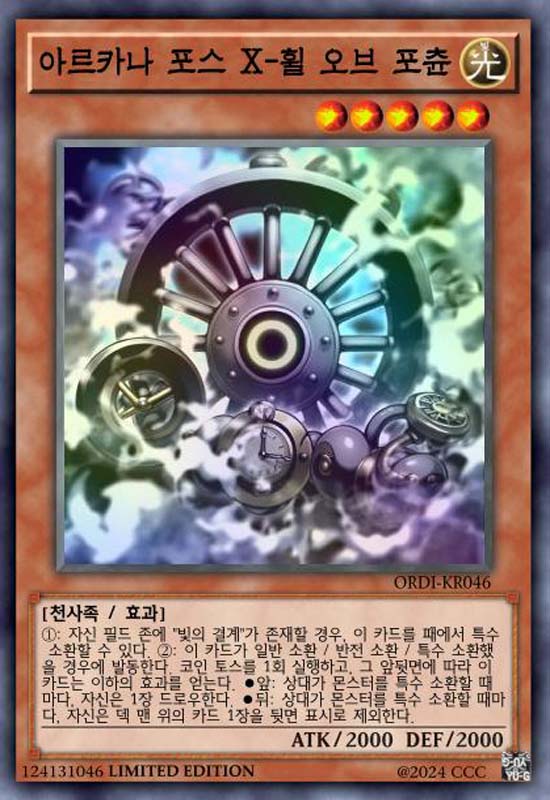 아르카나 포스 X-휠 오브 포츈
光
ORDI-KR046
[천사족 / 효과]
①: 자신 필드 존에 "빛의 결계"가 존재할 경우, 이 카드를 패에서 특수
소환할 수 있다. ②: 이 카드가 일반 소환 / 반전 소환 / 특수 소환했
을 경우에 발동한다. 코인 토스를 1회 실행하고, 그 앞뒷면에 따라 이
카드는 이하의 효과를 얻는다. ●앞: 상대가 몬스터를 특수 소환할 때
마다, 자신은 1장 드로우한다. ●뒤: 상대가 몬스터를 특수 소환할 때마
다, 자신은 덱 맨 위의 카드 1장을 뒷면 표시로 제외한다.
ATK/2000 DEF/2000
124131046 LIMITED EDITION
@2024 CCC